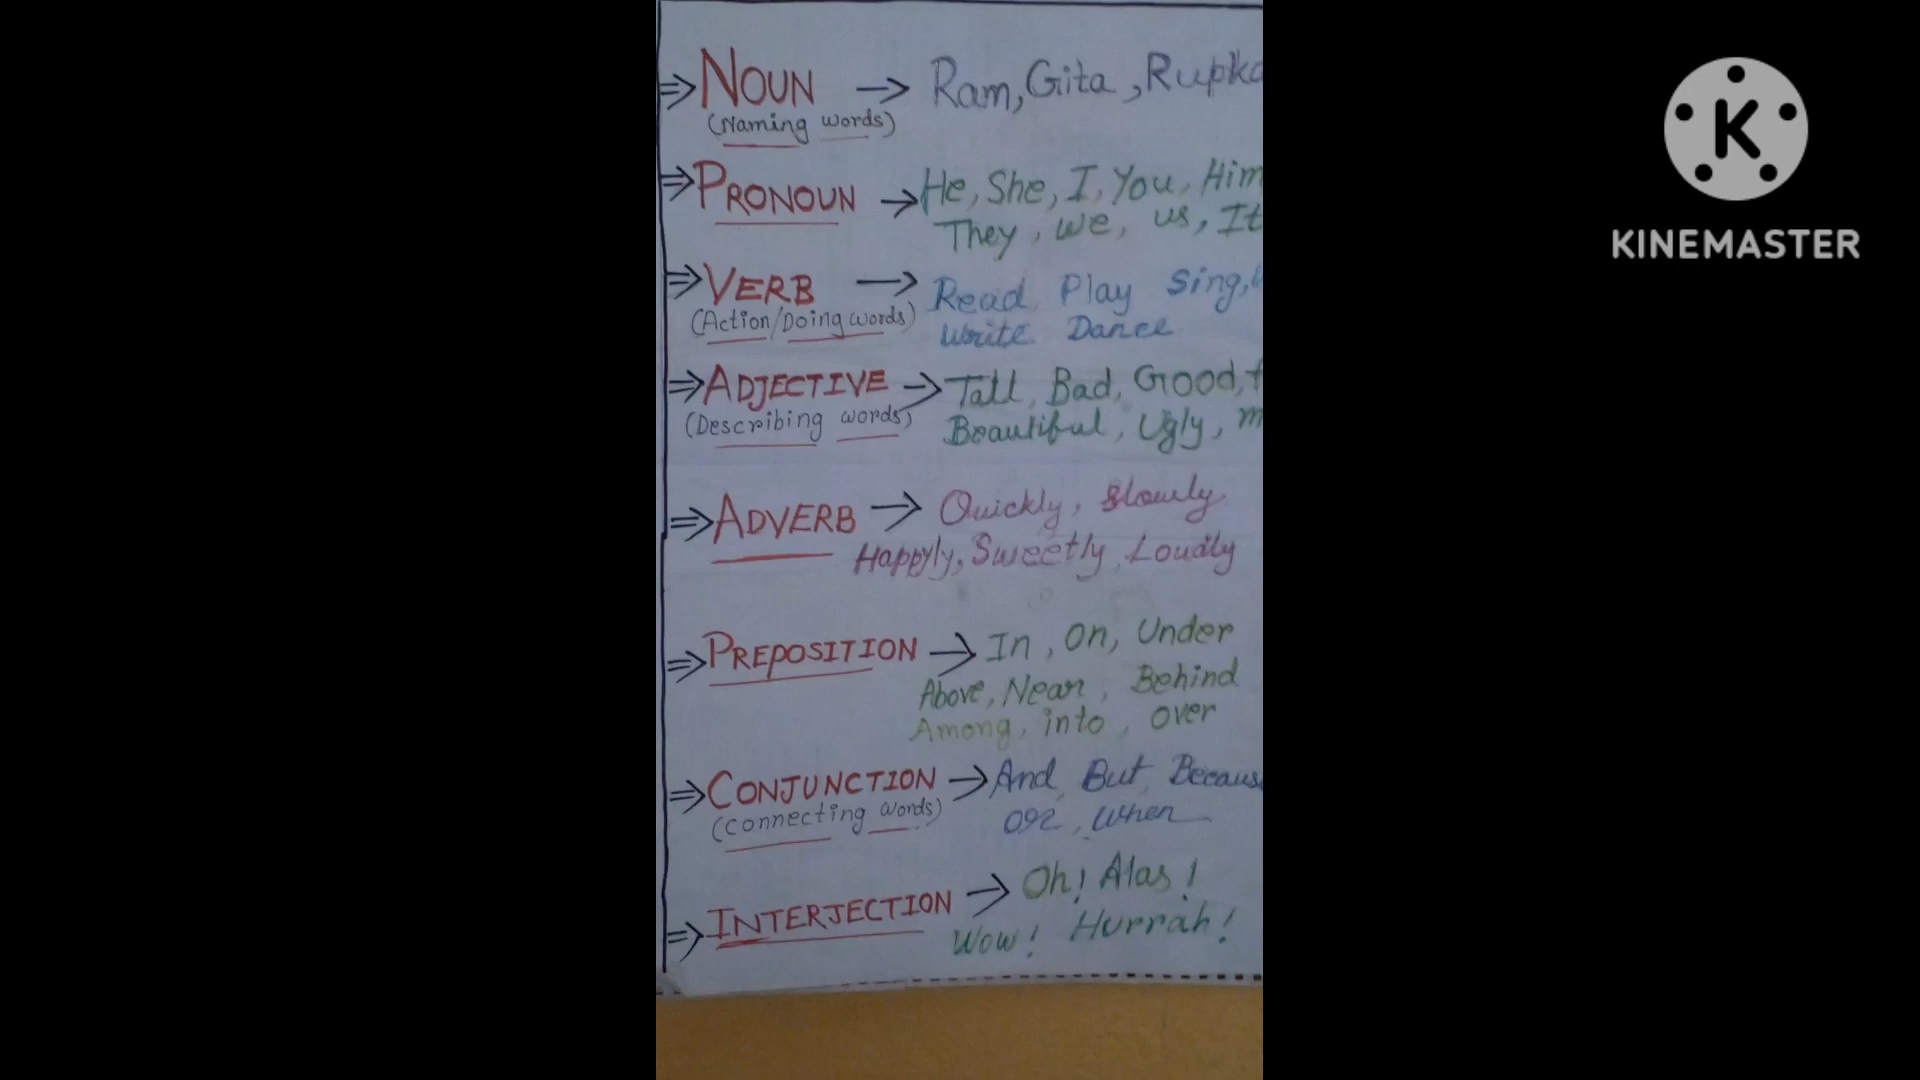 ⇒ NOUN → Ram, Gita, Rupko
(Naming words)
⇒ PRONOUN → He, She, I, You, Him
They, we, us, It
⇒ VERB → Read, Play Sing,
(Action/Doing words)
Write Dance
⇒ ADJECTIVE → Tall, Bad, Good,
(Describing words)
Beautiful, Ugly,
⇒ ADVERB → Quickly, Slowly
Happyly, Sweetly, Loudly
⇒ PREPOSITION → In, On, Under
Above, Near, Behind
Among, into, over
⇒ CONJUNCTION → And, But, Becaus
(connecting words)
or, when
⇒ INTERJECTION → Oh! Alas!
Wow! Hurrah!
K
KINEMASTER